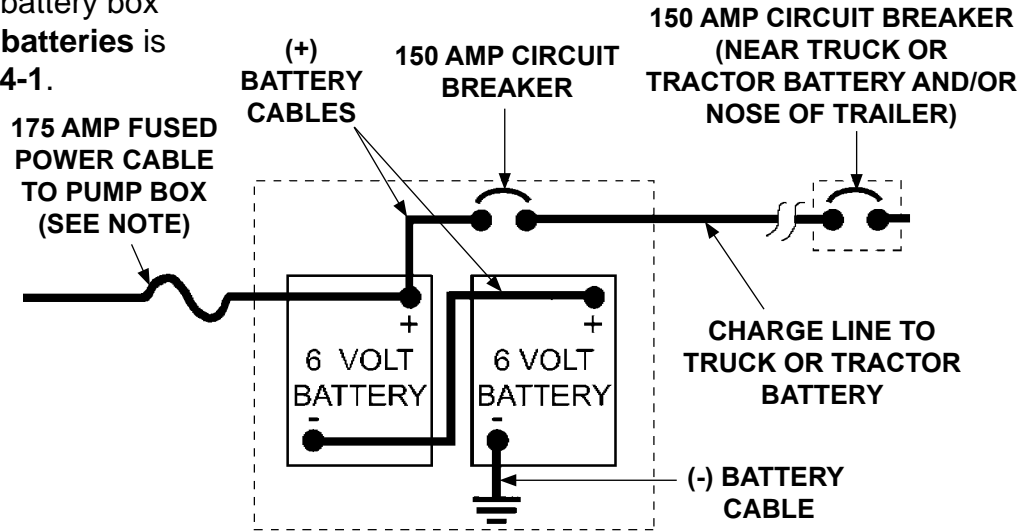 battery box
batteries is
4-1.
(+)
BATTERY
CABLES
150 AMP CIRCUIT
BREAKER
150 AMP CIRCUIT BREAKER
(NEAR TRUCK OR
TRACTOR BATTERY AND/OR
NOSE OF TRAILER)
175 AMP FUSED
POWER CABLE
TO PUMP BOX
(SEE NOTE)
+
6 VOLT
BATTERY
-
+
6 VOLT
BATTERY
-
CHARGE LINE TO
TRUCK OR TRACTOR
BATTERY
(-) BATTERY
CABLE